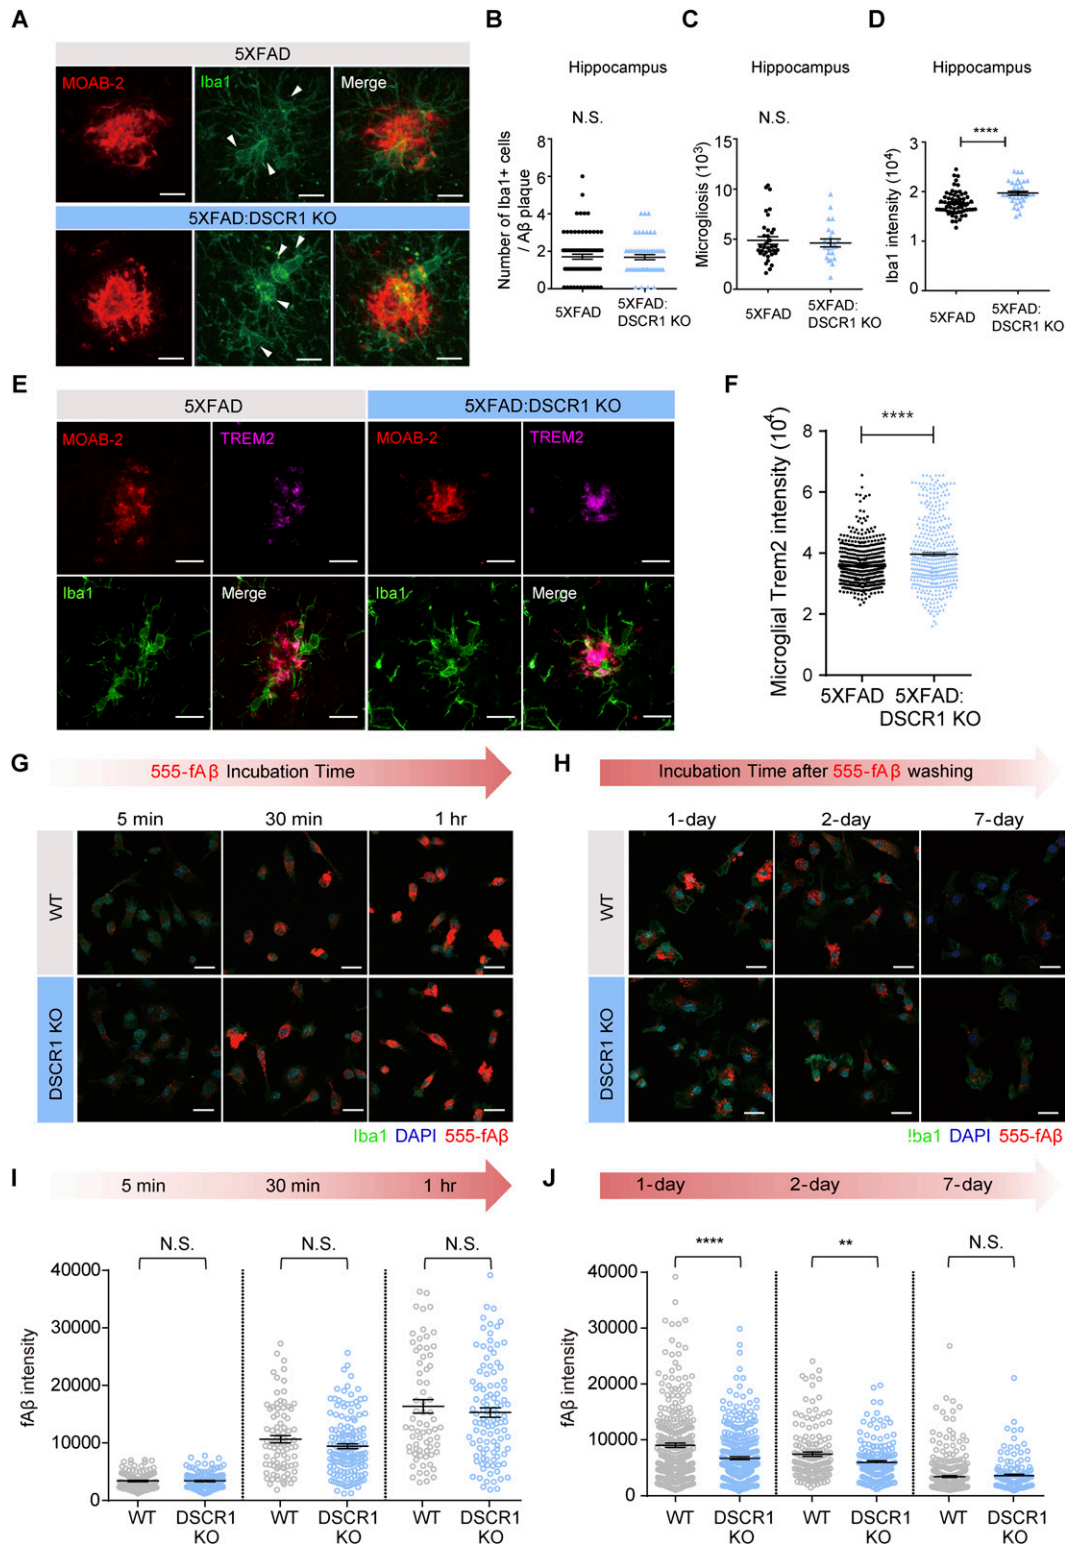 A
5XFAD
MOAB-2
Iba1
Merge
5XFAD:DSCR1 KO
B
Hippocampus
N.S.
Number of Iba1+ cells
/ Aβ plaque
8
6
4
2
0
5XFAD
5XFAD:
DSCR1 KO
C
Hippocampus
N.S.
Microgliosis (10³)
15
10
5
0
5XFAD
5XFAD:
DSCR1 KO
D
Hippocampus
****
Iba1 intensity (10⁴)
3
2
1
0
5XFAD
5XFAD:
DSCR1 KO
E
5XFAD
5XFAD:DSCR1 KO
MOAB-2
TREM2
MOAB-2
TREM2
Iba1
Merge
Iba1
Merge
F
****
Microglial Trem2 intensity (10⁴)
8
6
4
2
0
5XFAD
5XFAD:
DSCR1 KO
G
555-fAβ Incubation Time
5 min
30 min
1 hr
WT
DSCR1 KO
Iba1 DAPI 555-fAβ
H
Incubation Time after 555-fAβ washing
1-day
2-day
7-day
WT
DSCR1 KO
!ba1 DAPI 555-fAβ
I
5 min
30 min
1 hr
N.S.
N.S.
N.S.
fAβ intensity
40000
30000
20000
10000
0
WT
DSCR1
KO
WT
DSCR1
KO
WT
DSCR1
KO
J
1-day
2-day
7-day
****
**
N.S.
fAβ intensity
40000
30000
20000
10000
0
WT
DSCR1
KO
WT
DSCR1
KO
WT
DSCR1
KO